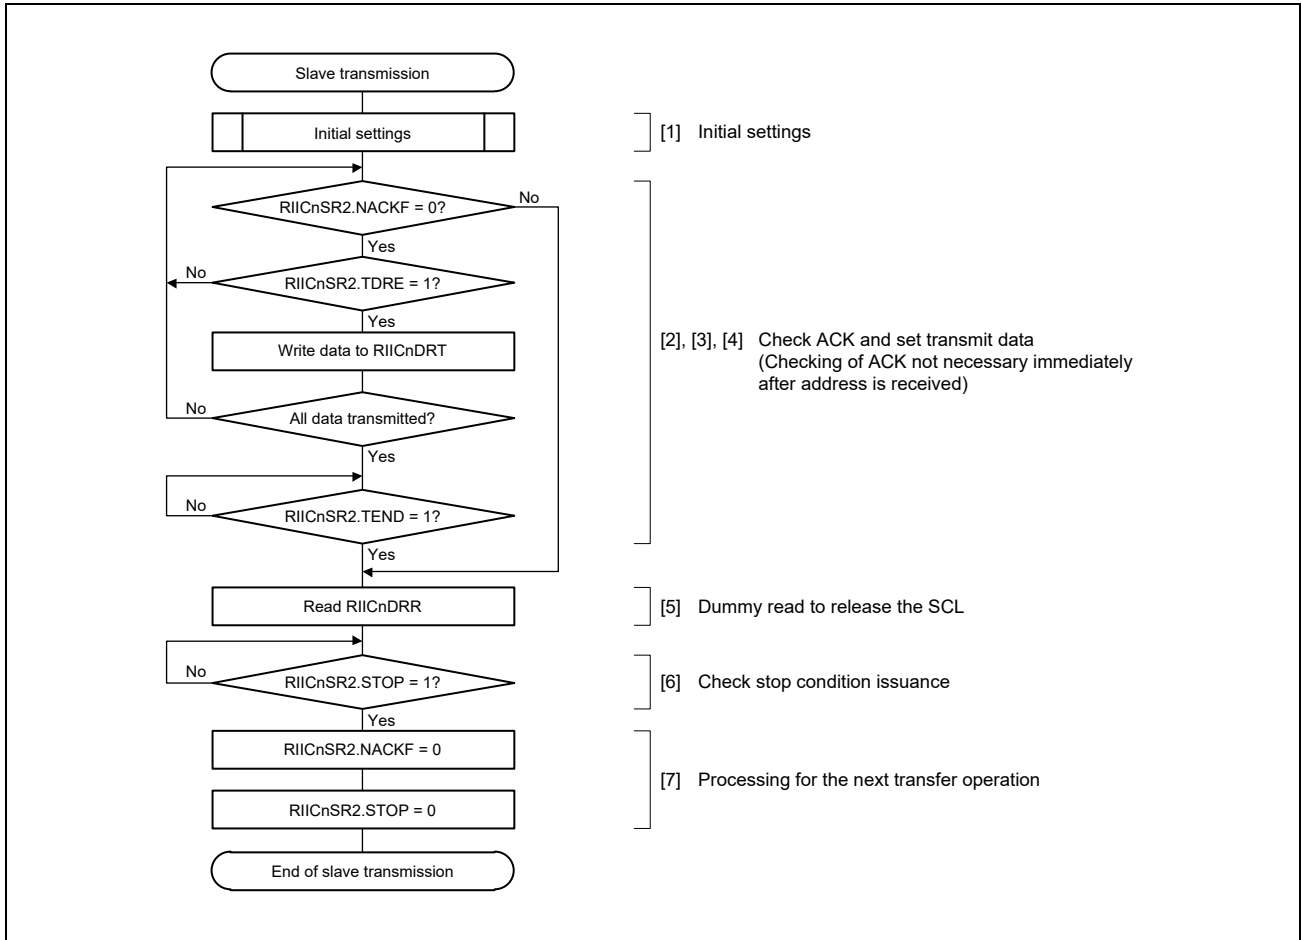 Slave transmission
Initial settings
[1] Initial settings
RIICnSR2.NACKF = 0?
No
Yes
RIICnSR2.TDRE = 1?
No
Yes
Write data to RIICnDRT
[2], [3], [4] Check ACK and set transmit data
(Checking of ACK not necessary immediately
after address is received)
All data transmitted?
No
Yes
RIICnSR2.TEND = 1?
No
Yes
Read RIICnDRR
[5] Dummy read to release the SCL
RIICnSR2.STOP = 1?
No
Yes
[6] Check stop condition issuance
RIICnSR2.NACKF = 0
[7] Processing for the next transfer operation
RIICnSR2.STOP = 0
End of slave transmission